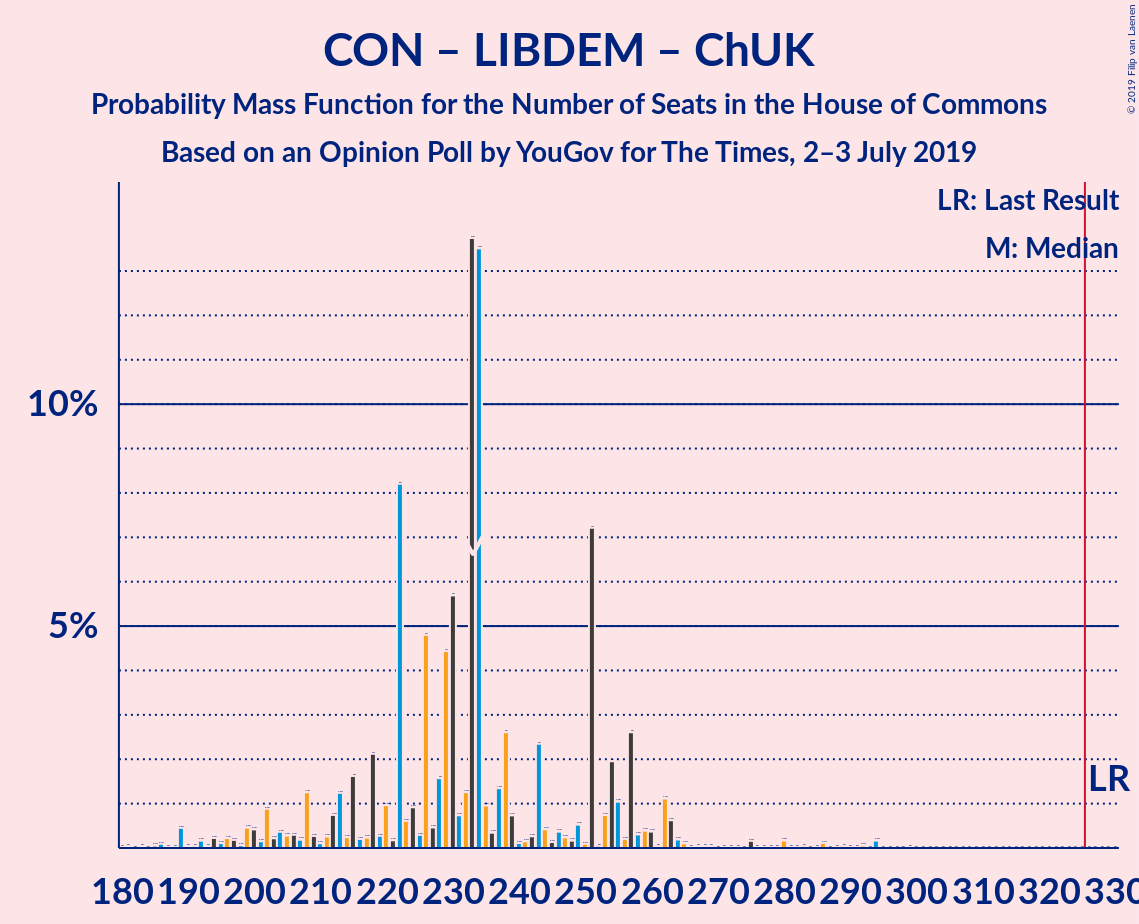 CON – LIBDEM – ChUK
Probability Mass Function for the Number of Seats in the House of Commons
Based on an Opinion Poll by YouGov for The Times, 2–3 July 2019
© 2019 Filip van Laenen
LR: Last Result
M: Median
10%
5%
LR
180 190 200 210 220 230 240 250 260 270 280 290 300 310 320 330